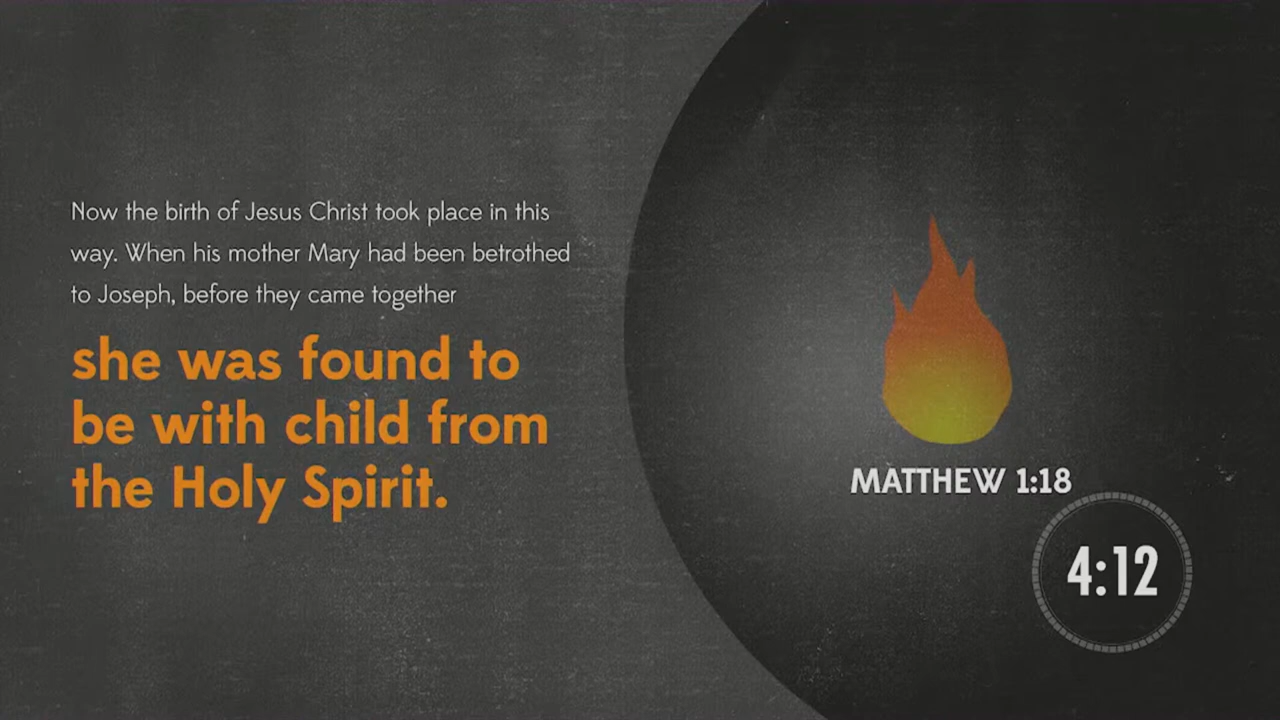 Now the birth of Jesus Christ took place in this
way. When his mother Mary had been betrothed
to Joseph, before they came together
she was found to
be with child from
the Holy Spirit.
MATTHEW 1:18
4:12